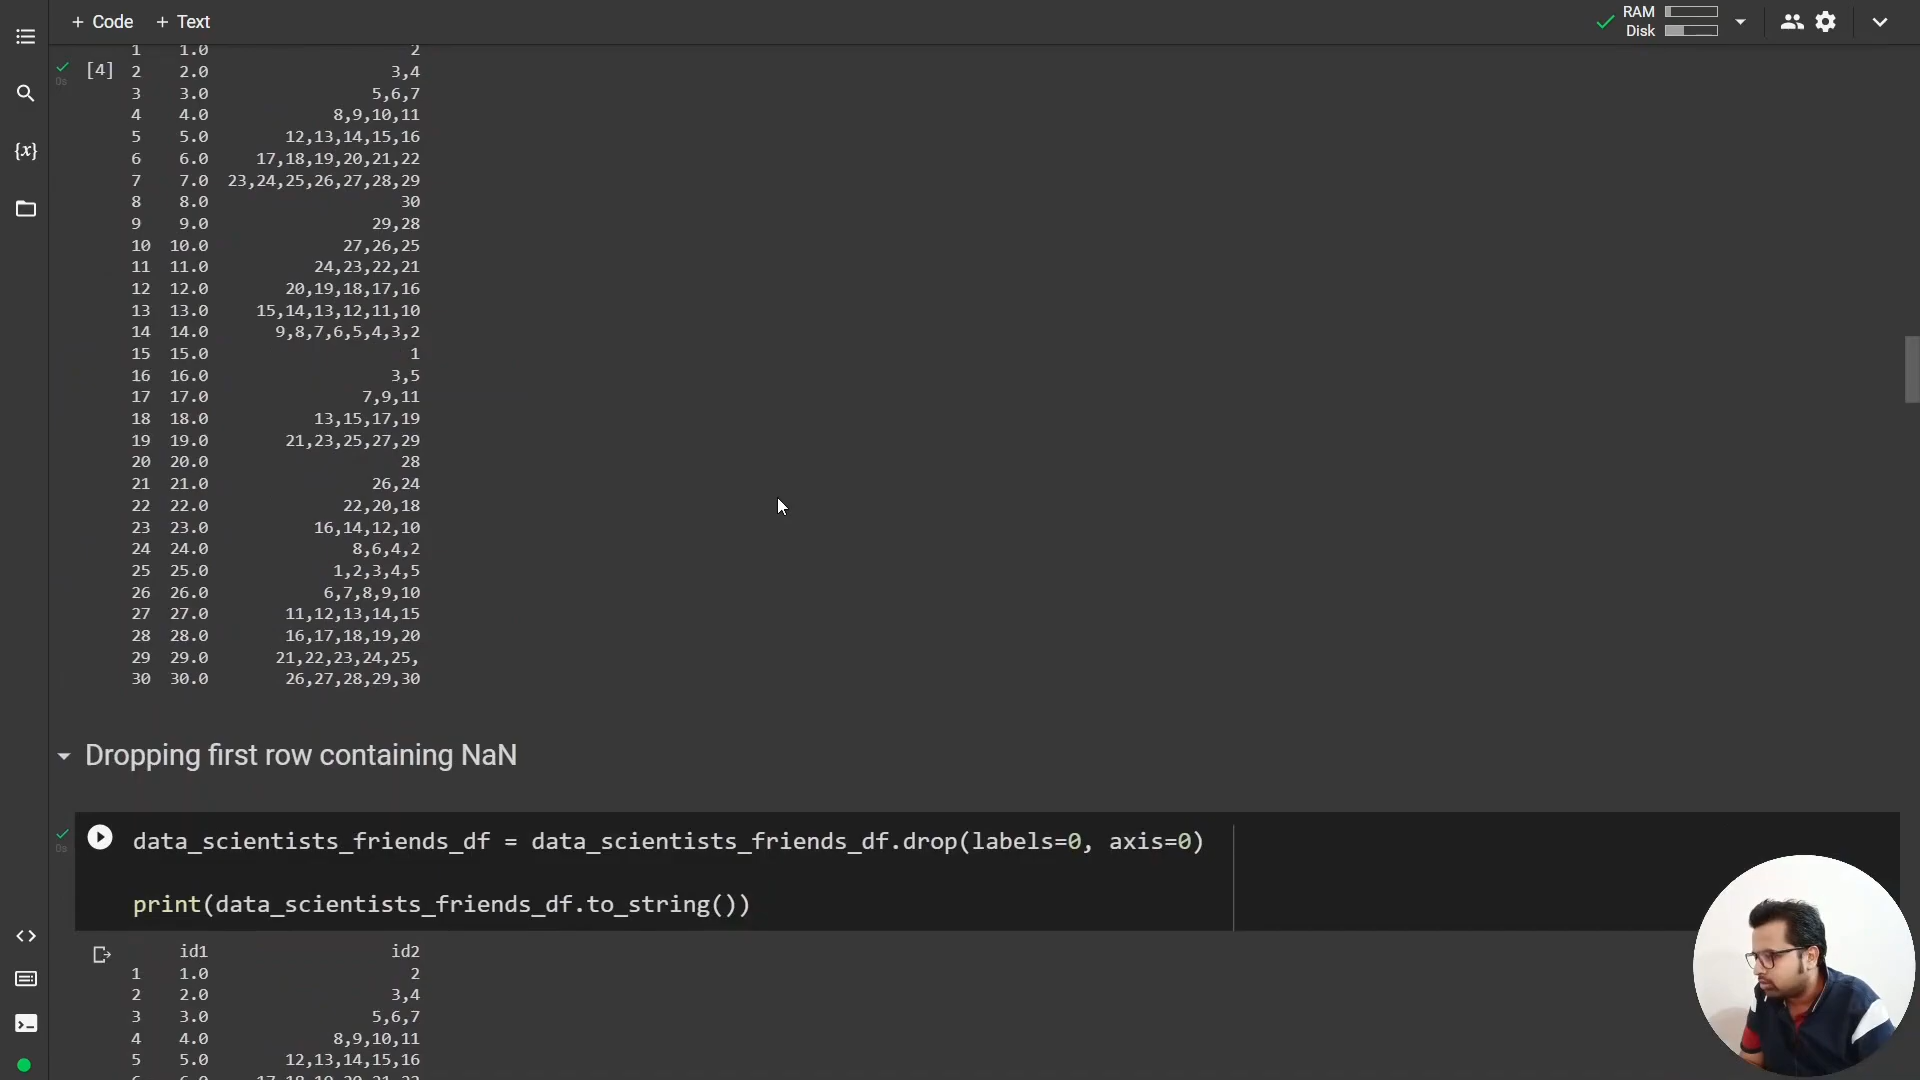 + Code + Text
RAM
Disk
1 1.0 2
[4] 2 2.0 3,4
0s
3 3.0 5,6,7
4 4.0 8,9,10,11
5 5.0 12,13,14,15,16
6 6.0 17,18,19,20,21,22
7 7.0 23,24,25,26,27,28,29
8 8.0 30
9 9.0 29,28
10 10.0 27,26,25
11 11.0 24,23,22,21
12 12.0 20,19,18,17,16
13 13.0 15,14,13,12,11,10
14 14.0 9,8,7,6,5,4,3,2
15 15.0 1
16 16.0 3,5
17 17.0 7,9,11
18 18.0 13,15,17,19
19 19.0 21,23,25,27,29
20 20.0 28
21 21.0 26,24
22 22.0 22,20,18
23 23.0 16,14,12,10
24 24.0 8,6,4,2
25 25.0 1,2,3,4,5
26 26.0 6,7,8,9,10
27 27.0 11,12,13,14,15
28 28.0 16,17,18,19,20
29 29.0 21,22,23,24,25,
30 30.0 26,27,28,29,30
Dropping first row containing NaN
data_scientists_friends_df = data_scientists_friends_df.drop(labels=0, axis=0)
0s
print(data_scientists_friends_df.to_string())
id1 id2
1 1.0 2
2 2.0 3,4
3 3.0 5,6,7
4 4.0 8,9,10,11
5 5.0 12,13,14,15,16
6 6.0 17,18,19,20,21,22